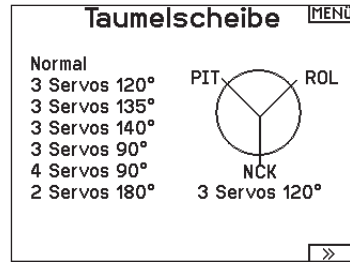 Taumelscheibe
MENÜ
Normal
3 Servos 120°
3 Servos 135°
3 Servos 140°
3 Servos 90°
4 Servos 90°
2 Servos 180°
PIT
ROL
NCK
3 Servos 120°
»